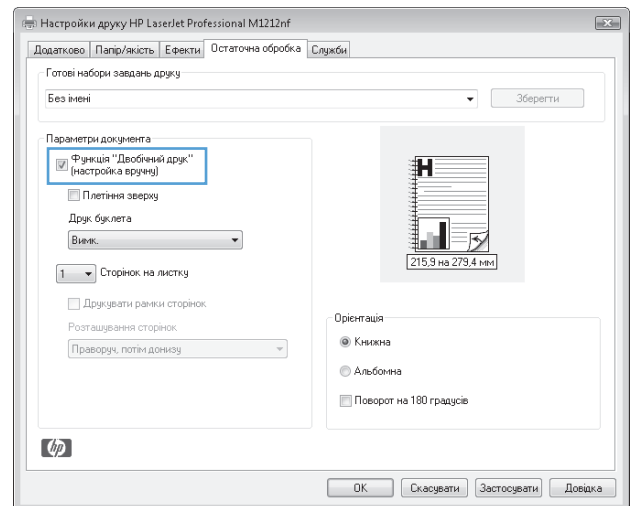 Настройки друку HP LaserJet Professional M1212nf
Додатково Папір/якість Ефекти Остаточна обробка Служби
Готові набори завдань друку
Без імені
Зберегти
Параметри документа
Функція "Двобічний друк"
(настройка вручну)
Плетіння зверху
Друк буклета
Вимк.
1 Сторінок на листку
Друкувати рамки сторінок
Розташування сторінок
Праворуч, потім донизу
H
215,9 на 279,4 мм
Орієнтація
Книжна
Альбомна
Поворот на 180 градусів
hp
OK Скасувати Застосувати Довідка